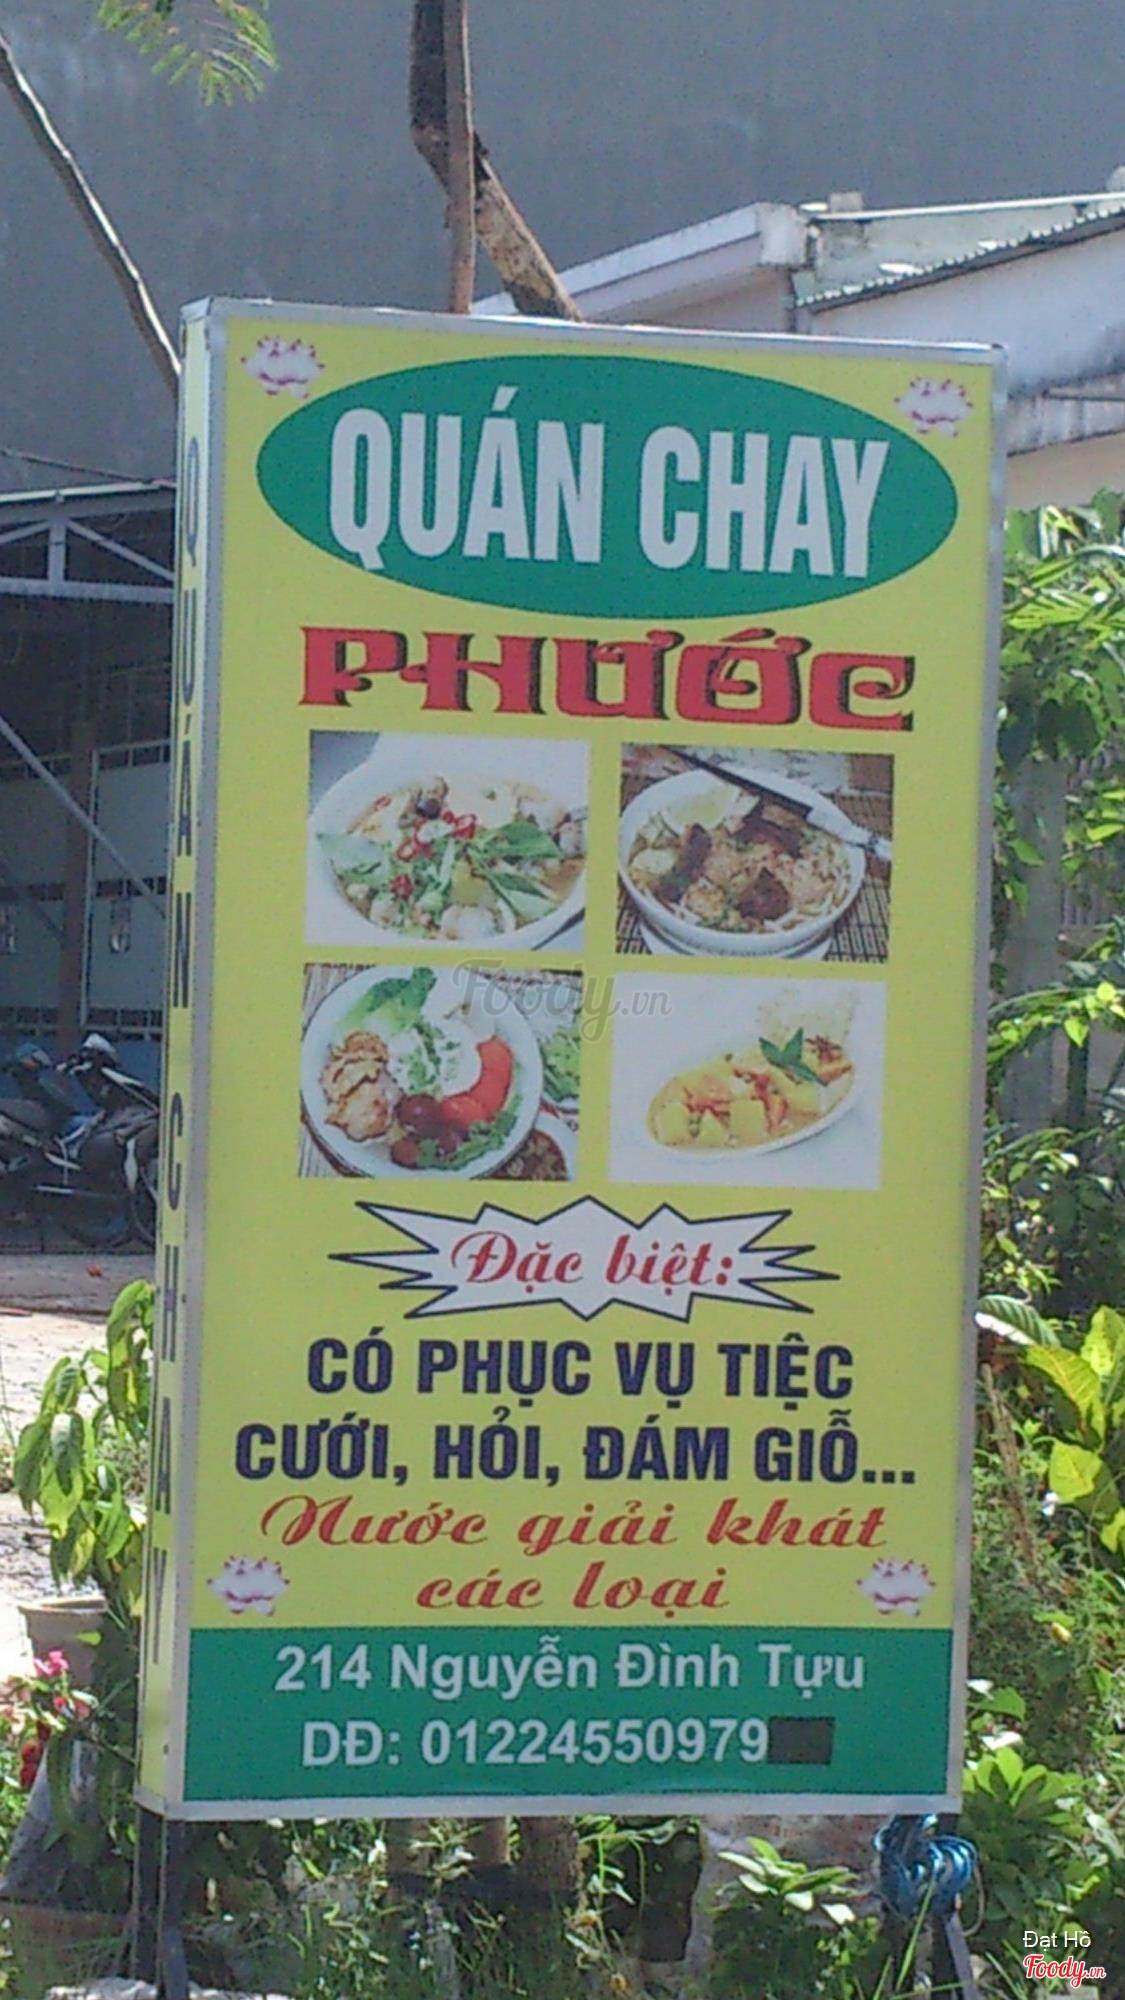 QUÁN CHAY
PHƯỚC
Đặc biệt:
CÓ PHỤC VỤ TIỆC
CƯỚI, HỎI, ĐÁM GIỖ...
Nước giải khát
các loại
214 Nguyễn Đình Tựu
DĐ: 01224550979
QUÁN CHAY
Foody.vn
Đạt Hồ
Foody.vn